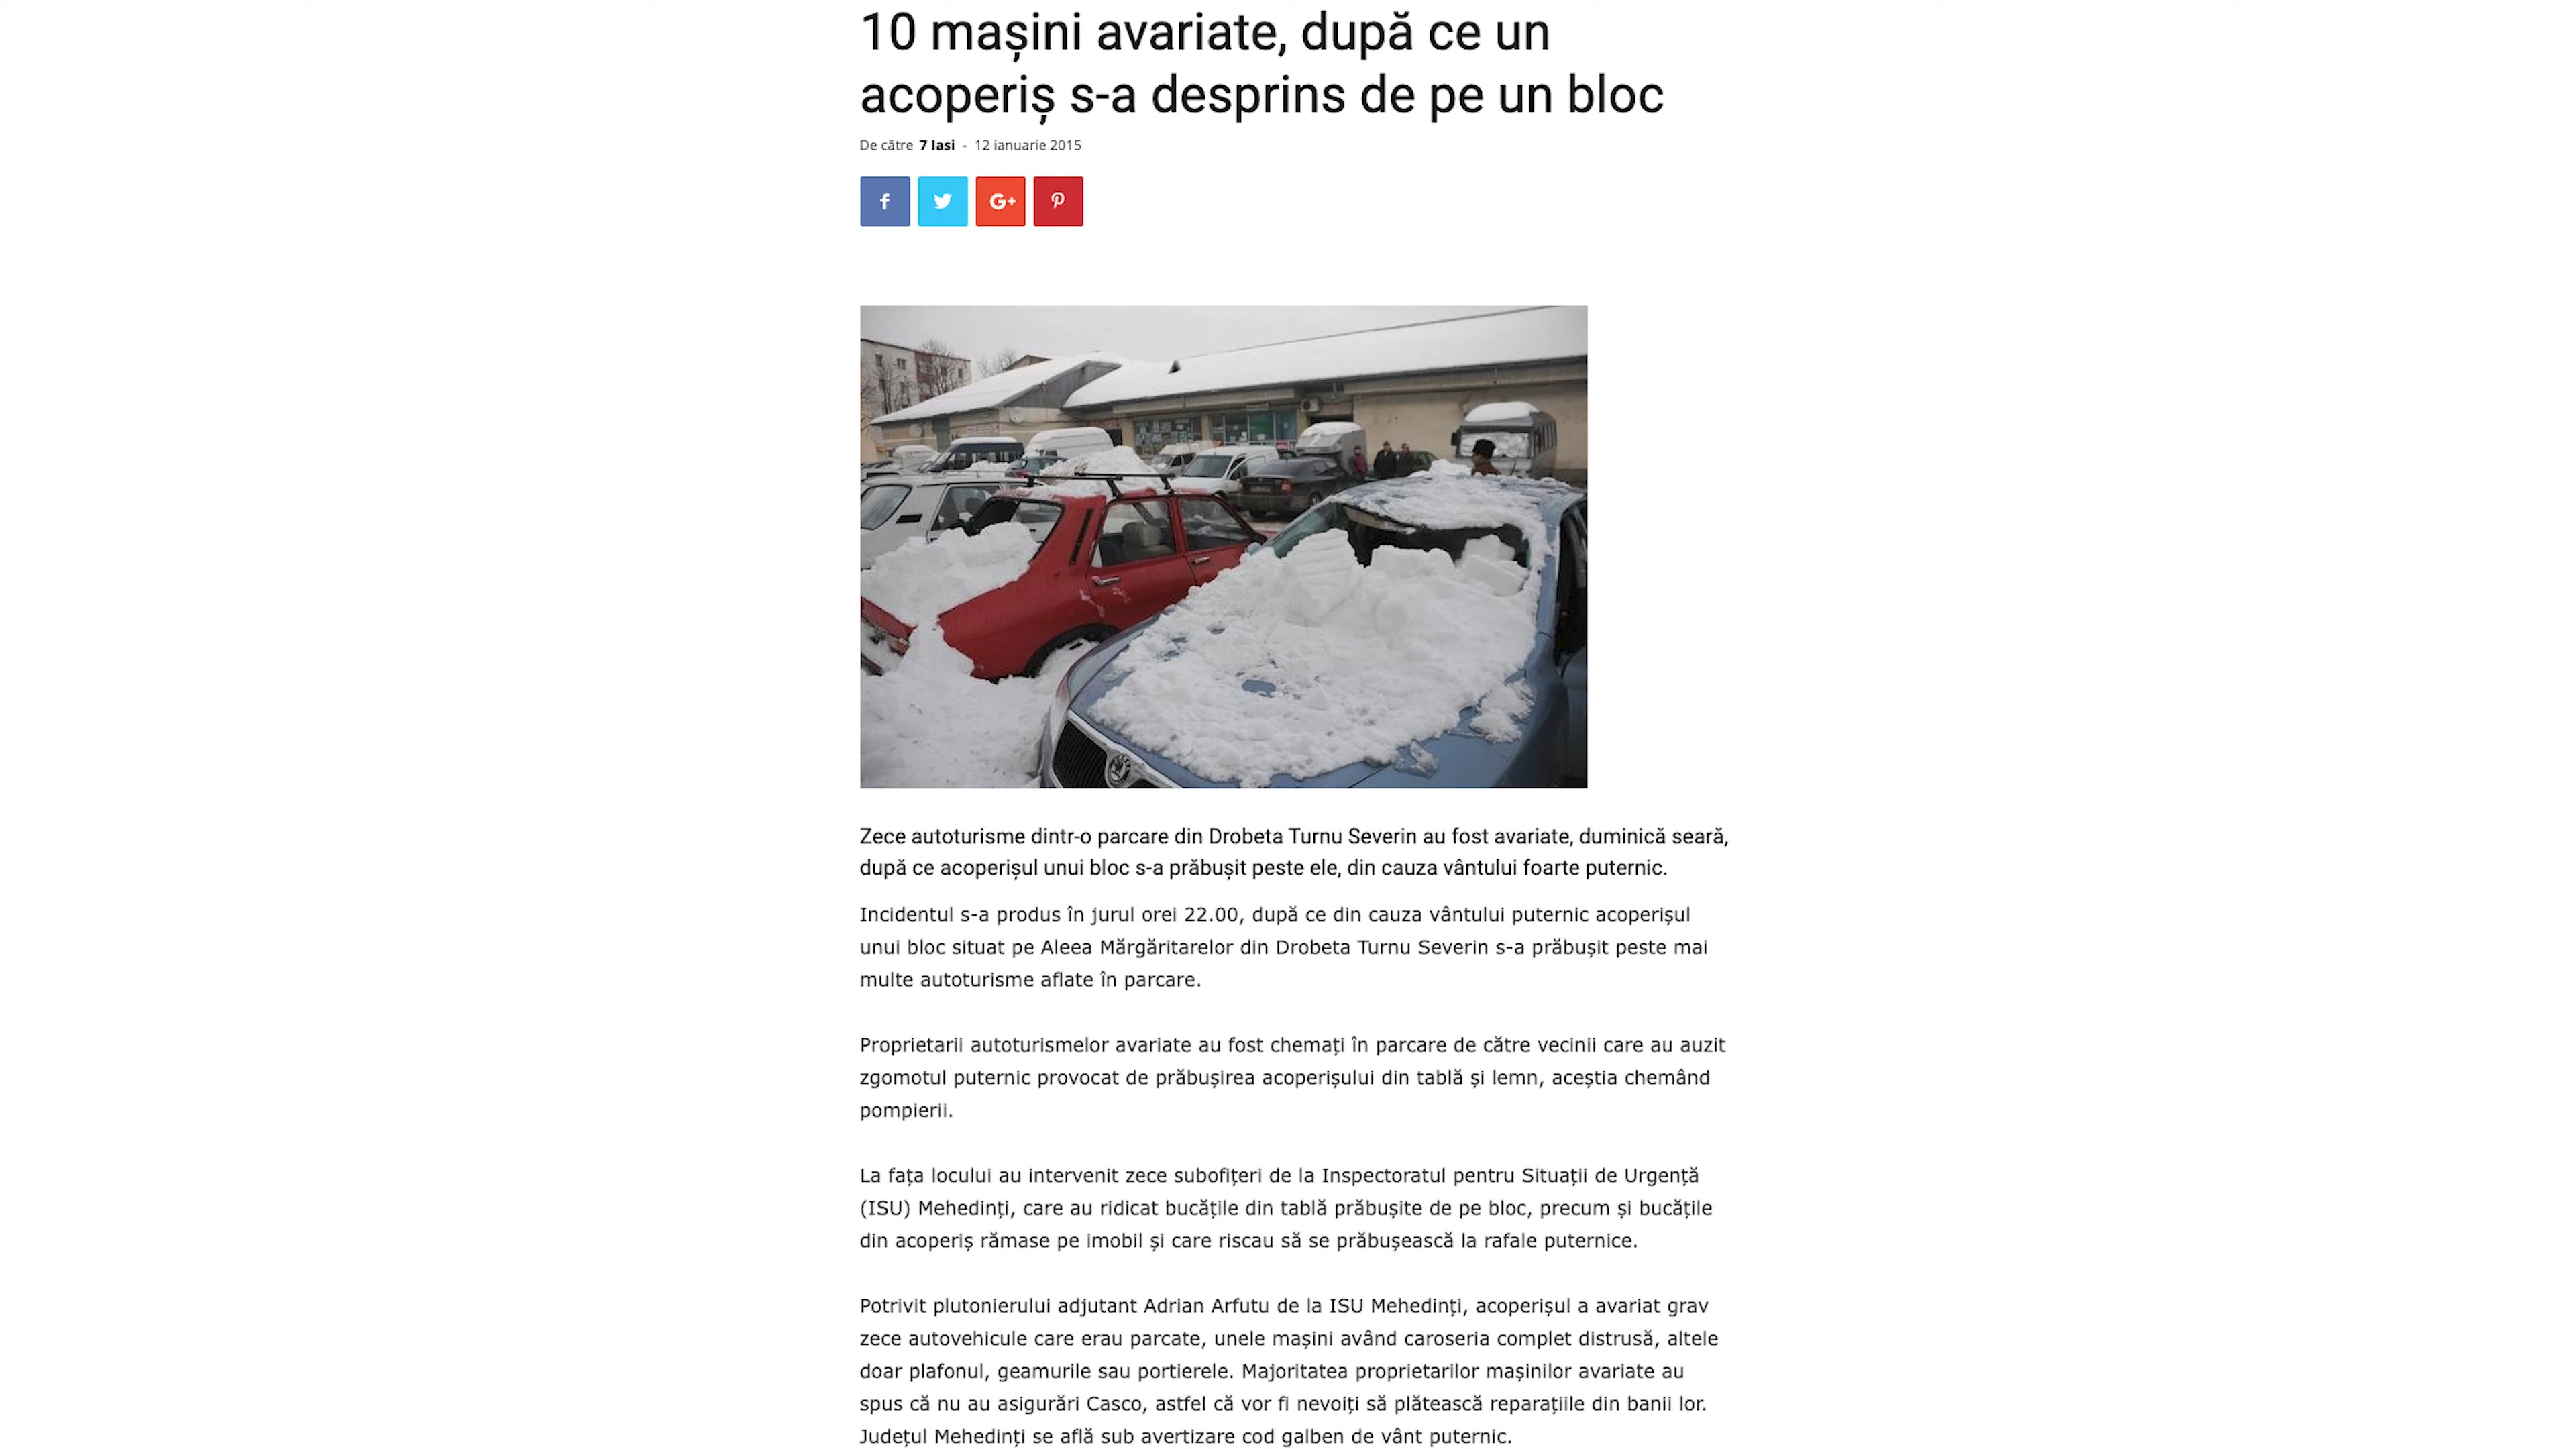 10 mașini avariate, după ce un
acoperiș s-a desprins de pe un bloc
De către 7 Iasi - 12 ianuarie 2015
Zece autoturisme dintr-o parcare din Drobeta Turnu Severin au fost avariate, duminică seară,
după ce acoperișul unui bloc s-a prăbușit peste ele, din cauza vântului foarte puternic.
Incidentul s-a produs în jurul orei 22.00, după ce din cauza vântului puternic acoperișul
unui bloc situat pe Aleea Mărgăritarelor din Drobeta Turnu Severin s-a prăbușit peste mai
multe autoturisme aflate în parcare.
Proprietarii autoturismelor avariate au fost chemați în parcare de către vecinii care au auzit
zgomotul puternic provocat de prăbușirea acoperișului din tablă și lemn, aceștia chemând
pompierii.
La fața locului au intervenit zece subofițeri de la Inspectoratul pentru Situații de Urgență
(ISU) Mehedinți, care au ridicat bucățile din tablă prăbușite de pe bloc, precum și bucățile
din acoperiș rămase pe imobil și care riscau să se prăbușească la rafale puternice.
Potrivit plutonierului adjutant Adrian Arfutu de la ISU Mehedinți, acoperișul a avariat grav
zece autovehicule care erau parcate, unele mașini având caroseria complet distrusă, altele
doar plafonul, geamurile sau portierele. Majoritatea proprietarilor mașinilor avariate au
spus că nu au asigurări Casco, astfel că vor fi nevoiți să plătească reparațiile din banii lor.
Județul Mehedinți se află sub avertizare cod galben de vânt puternic.